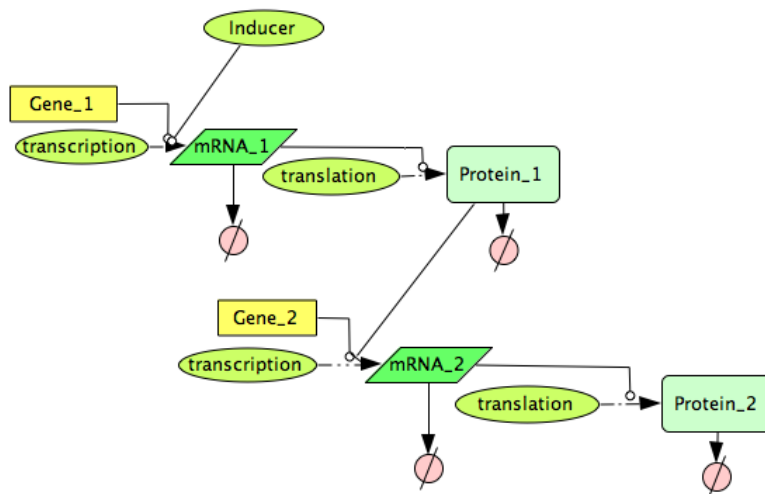 Inducer
Gene_1
transcription
mRNA_1
translation
Protein_1
Gene_2
transcription
mRNA_2
translation
Protein_2